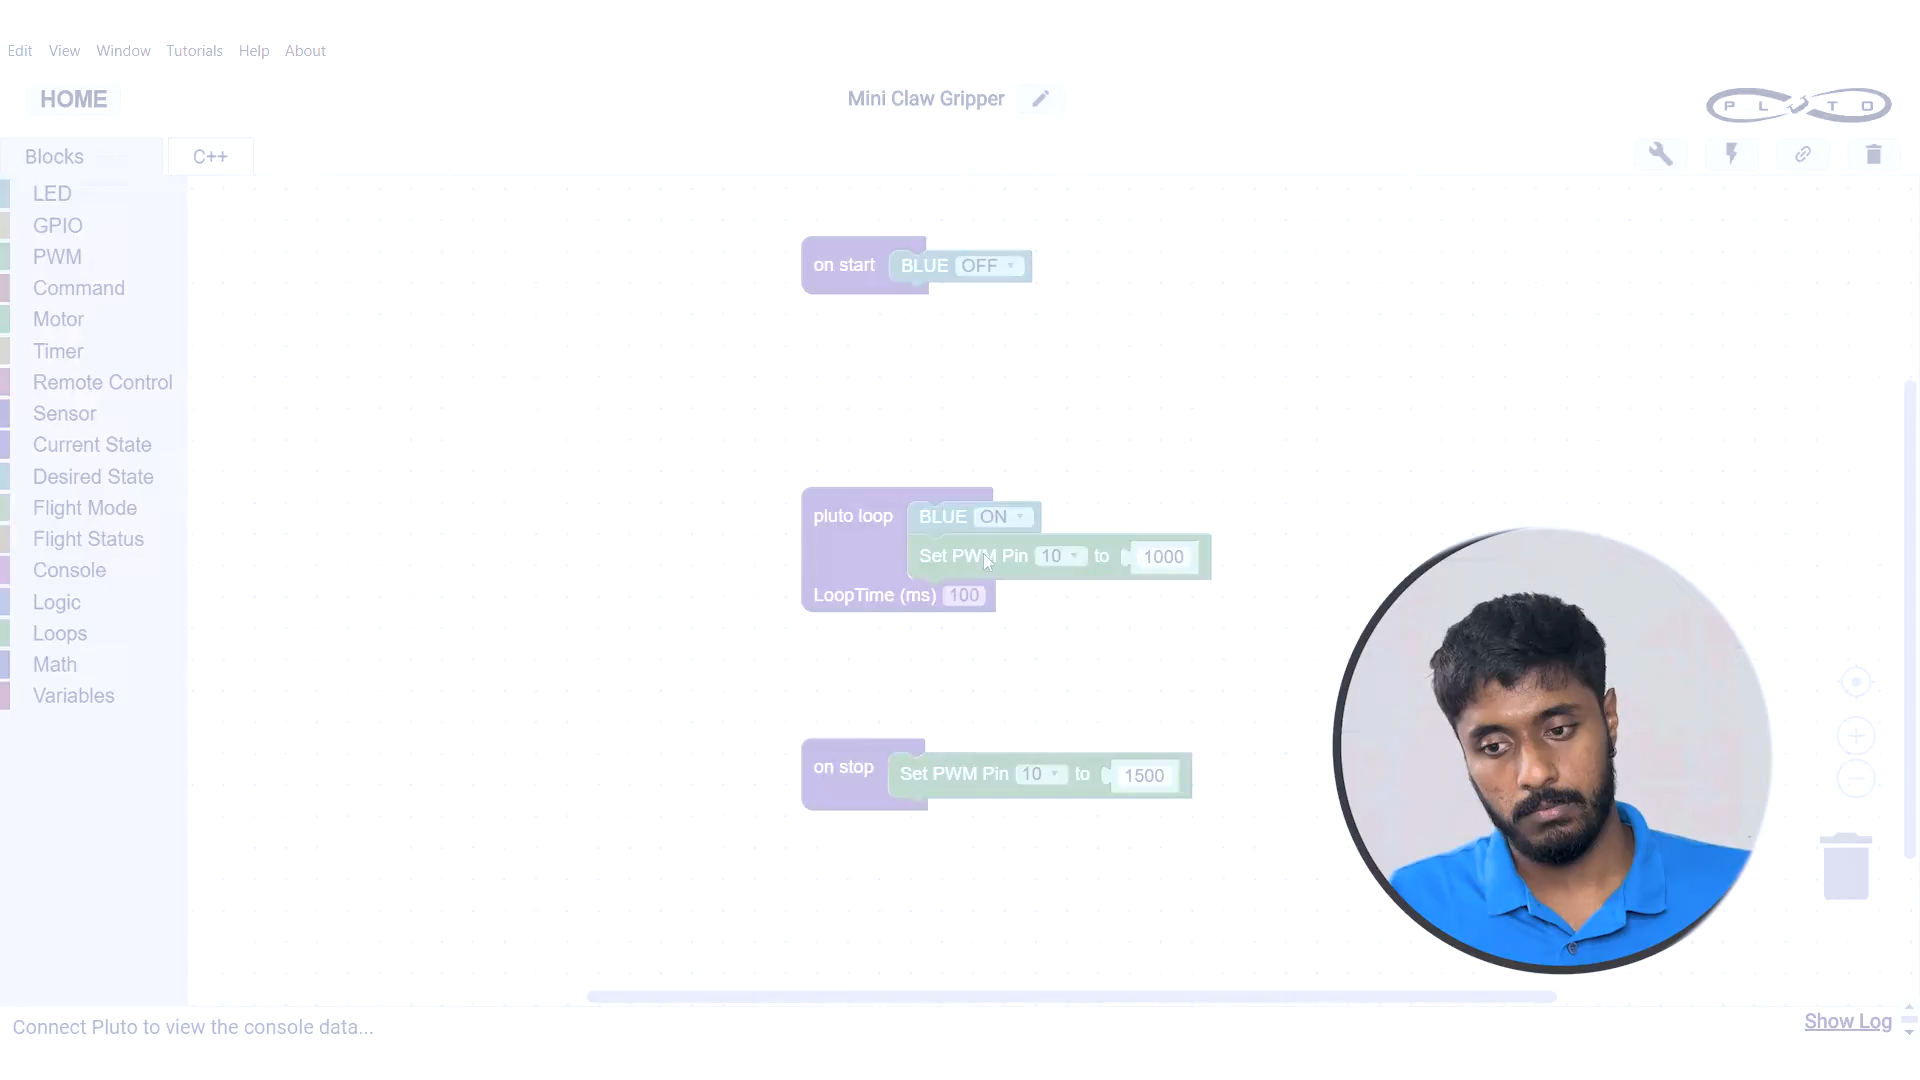 Edit View Window Tutorials Help About
HOME
Mini Claw Gripper
PLUTO
Blocks
C++
LED
GPIO
PWM
Command
Motor
Timer
Remote Control
Sensor
Current State
Desired State
Flight Mode
Flight Status
Console
Logic
Loops
Math
Variables
on start BLUE OFF
pluto loop BLUE ON
Set PWM Pin 10 to 1000
LoopTime (ms) 100
on stop Set PWM Pin 10 to 1500
Connect Pluto to view the console data...
Show Log